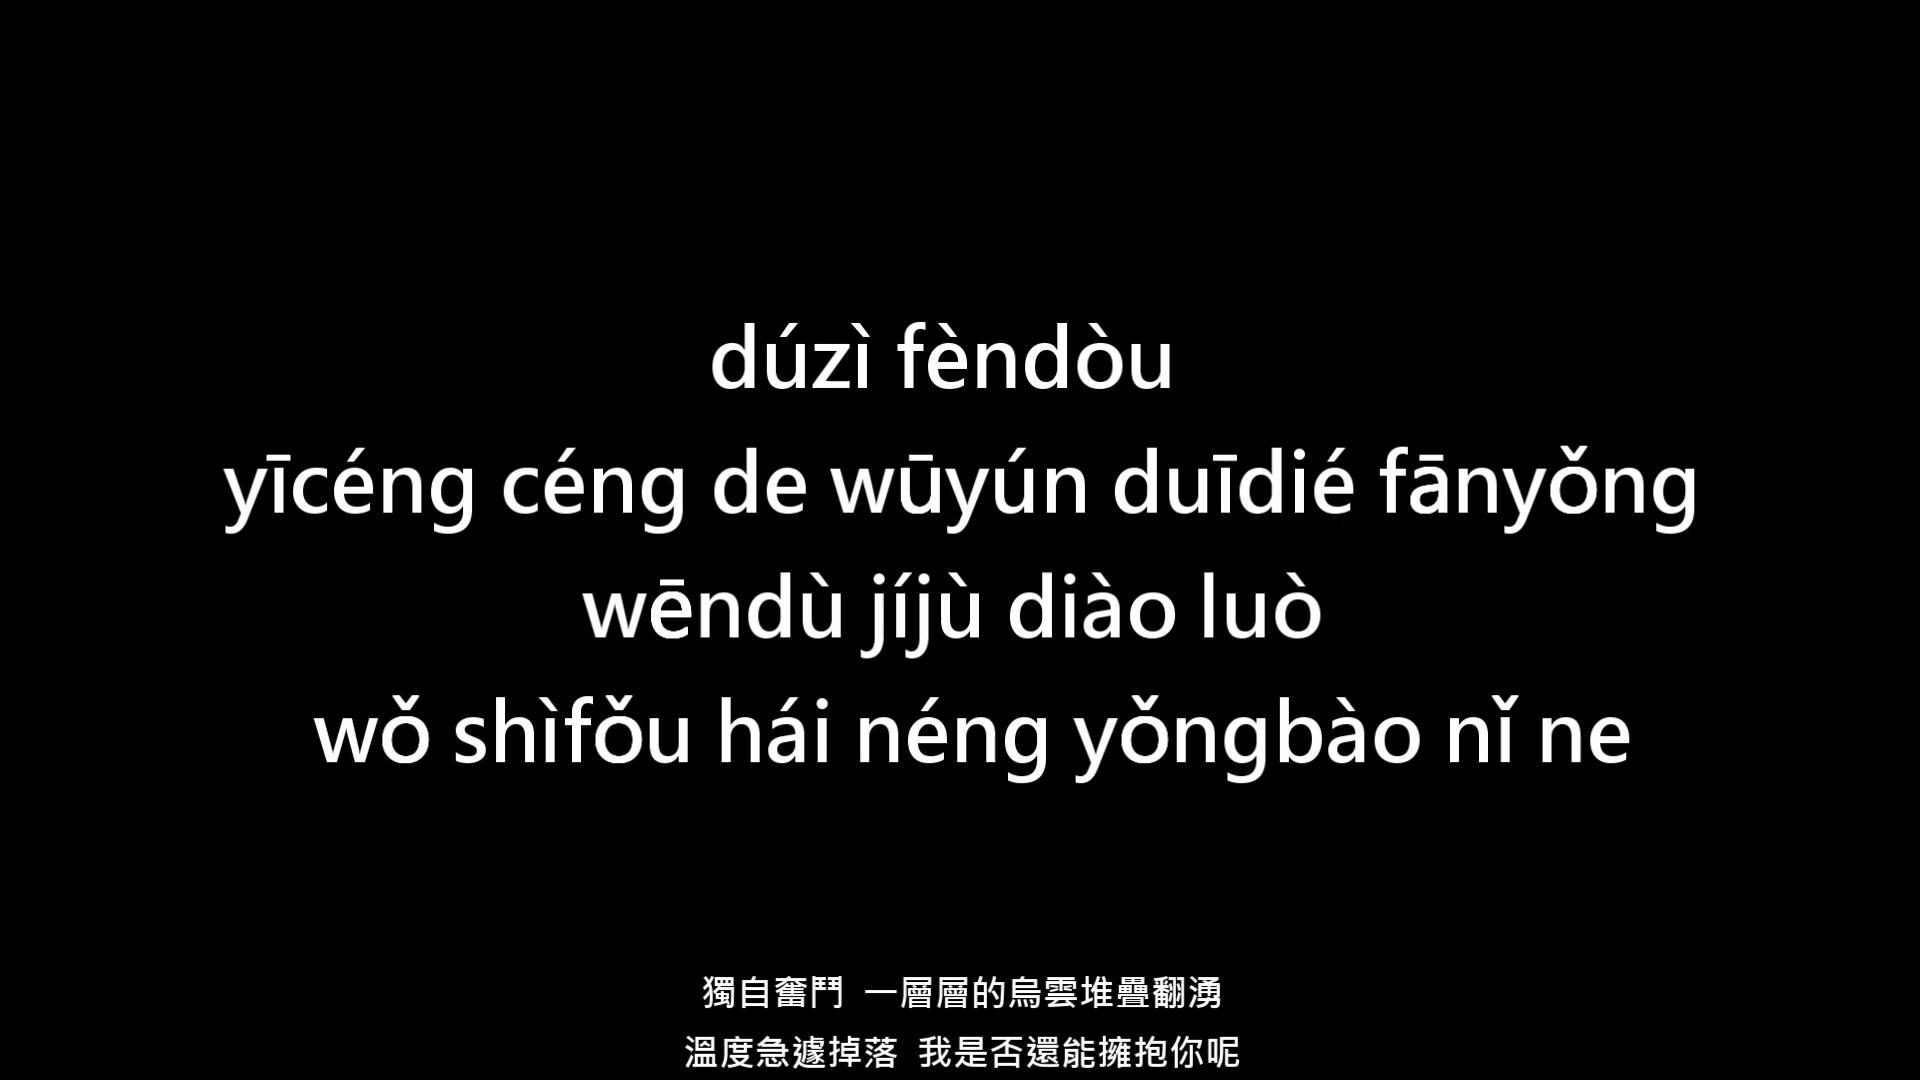 dúzì fèndòu
yīcéng céng de wūyún duīdié fānyǒng
wēndù jíjù diào luò
wǒ shìfǒu hái néng yǒngbào nǐ ne
獨自奮鬥 一層層的烏雲堆疊翻湧
溫度急遽掉落 我是否還能擁抱你呢